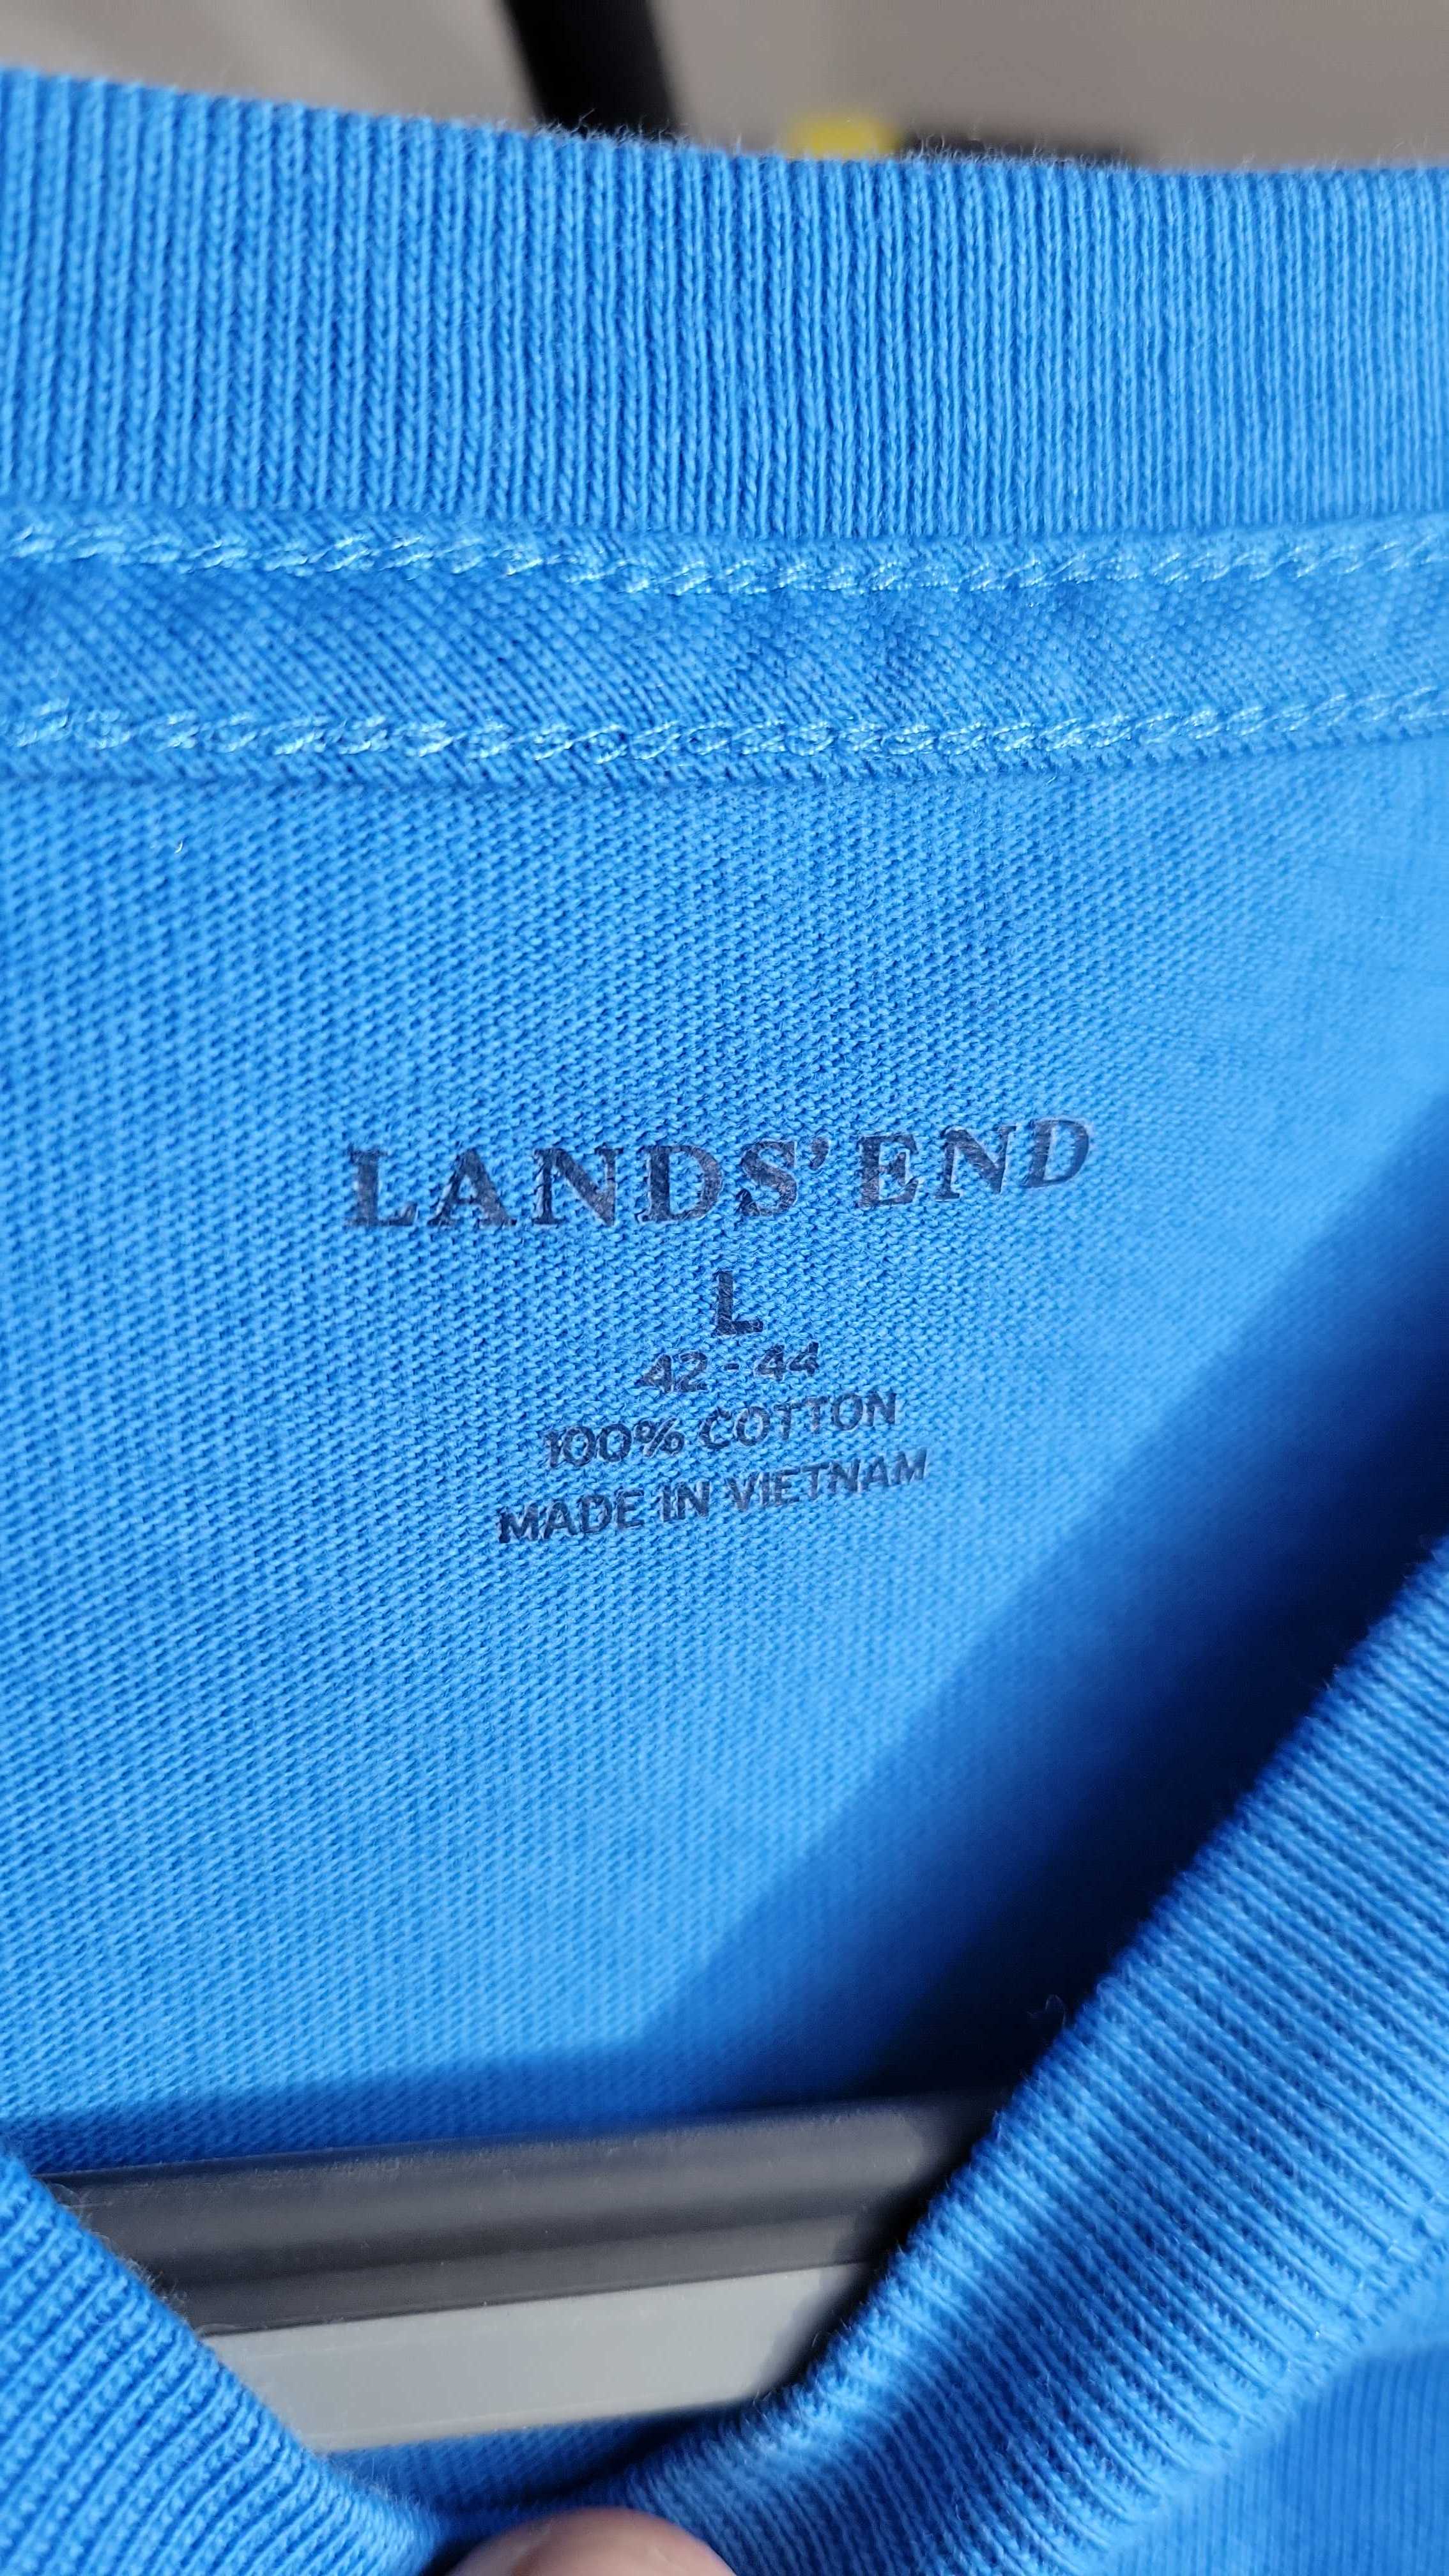 LANDS' END
L
42 - 44
100% COTTON
MADE IN VIETNAM